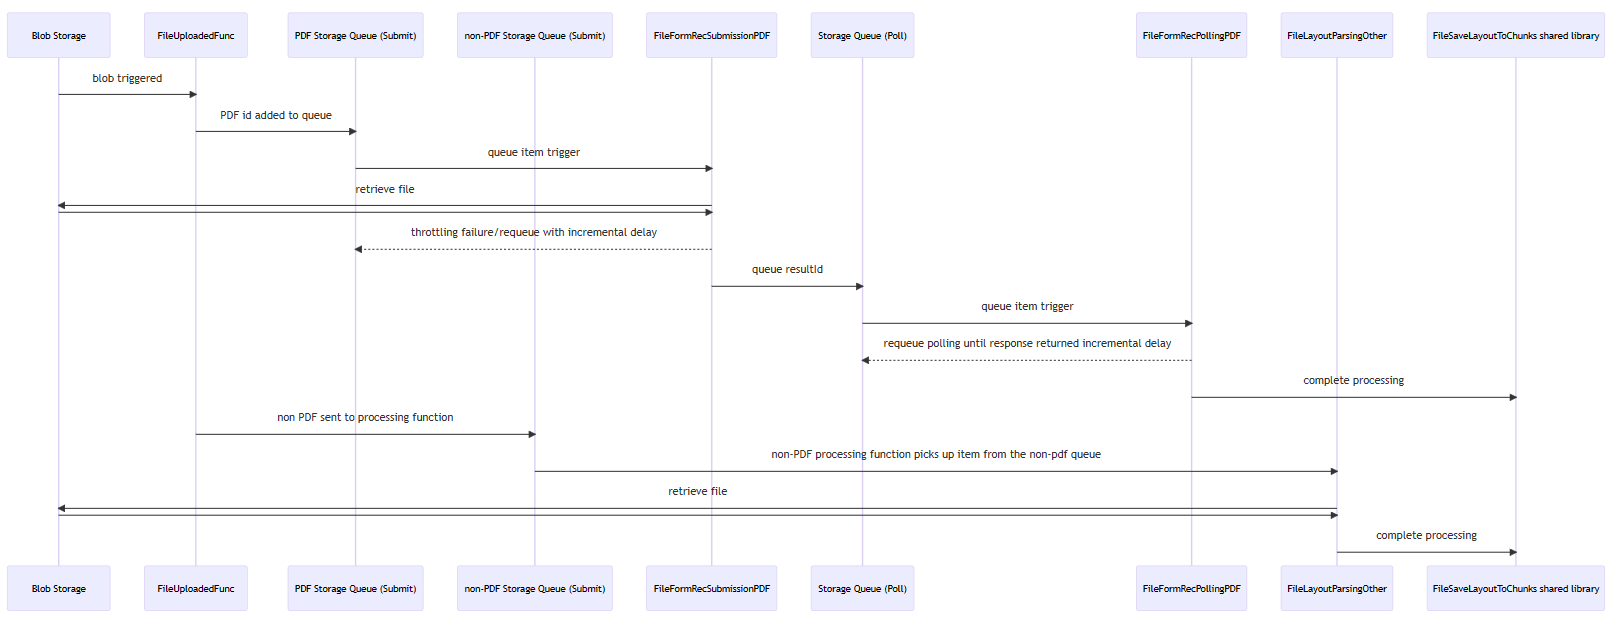 Blob Storage
FileUploadedFunc
PDF Storage Queue (Submit)
non-PDF Storage Queue (Submit)
FileFormRecSubmissionPDF
Storage Queue (Poll)
FileFormRecPollingPDF
FileLayoutParsingOther
FileSaveLayoutToChunks shared library
blob triggered
PDF id added to queue
queue item trigger
retrieve file
throttling failure/requeue with incremental delay
queue resultId
queue item trigger
requeue polling until response returned incremental delay
complete processing
non PDF sent to processing function
non-PDF processing function picks up item from the non-pdf queue
retrieve file
complete processing
Blob Storage
FileUploadedFunc
PDF Storage Queue (Submit)
non-PDF Storage Queue (Submit)
FileFormRecSubmissionPDF
Storage Queue (Poll)
FileFormRecPollingPDF
FileLayoutParsingOther
FileSaveLayoutToChunks shared library